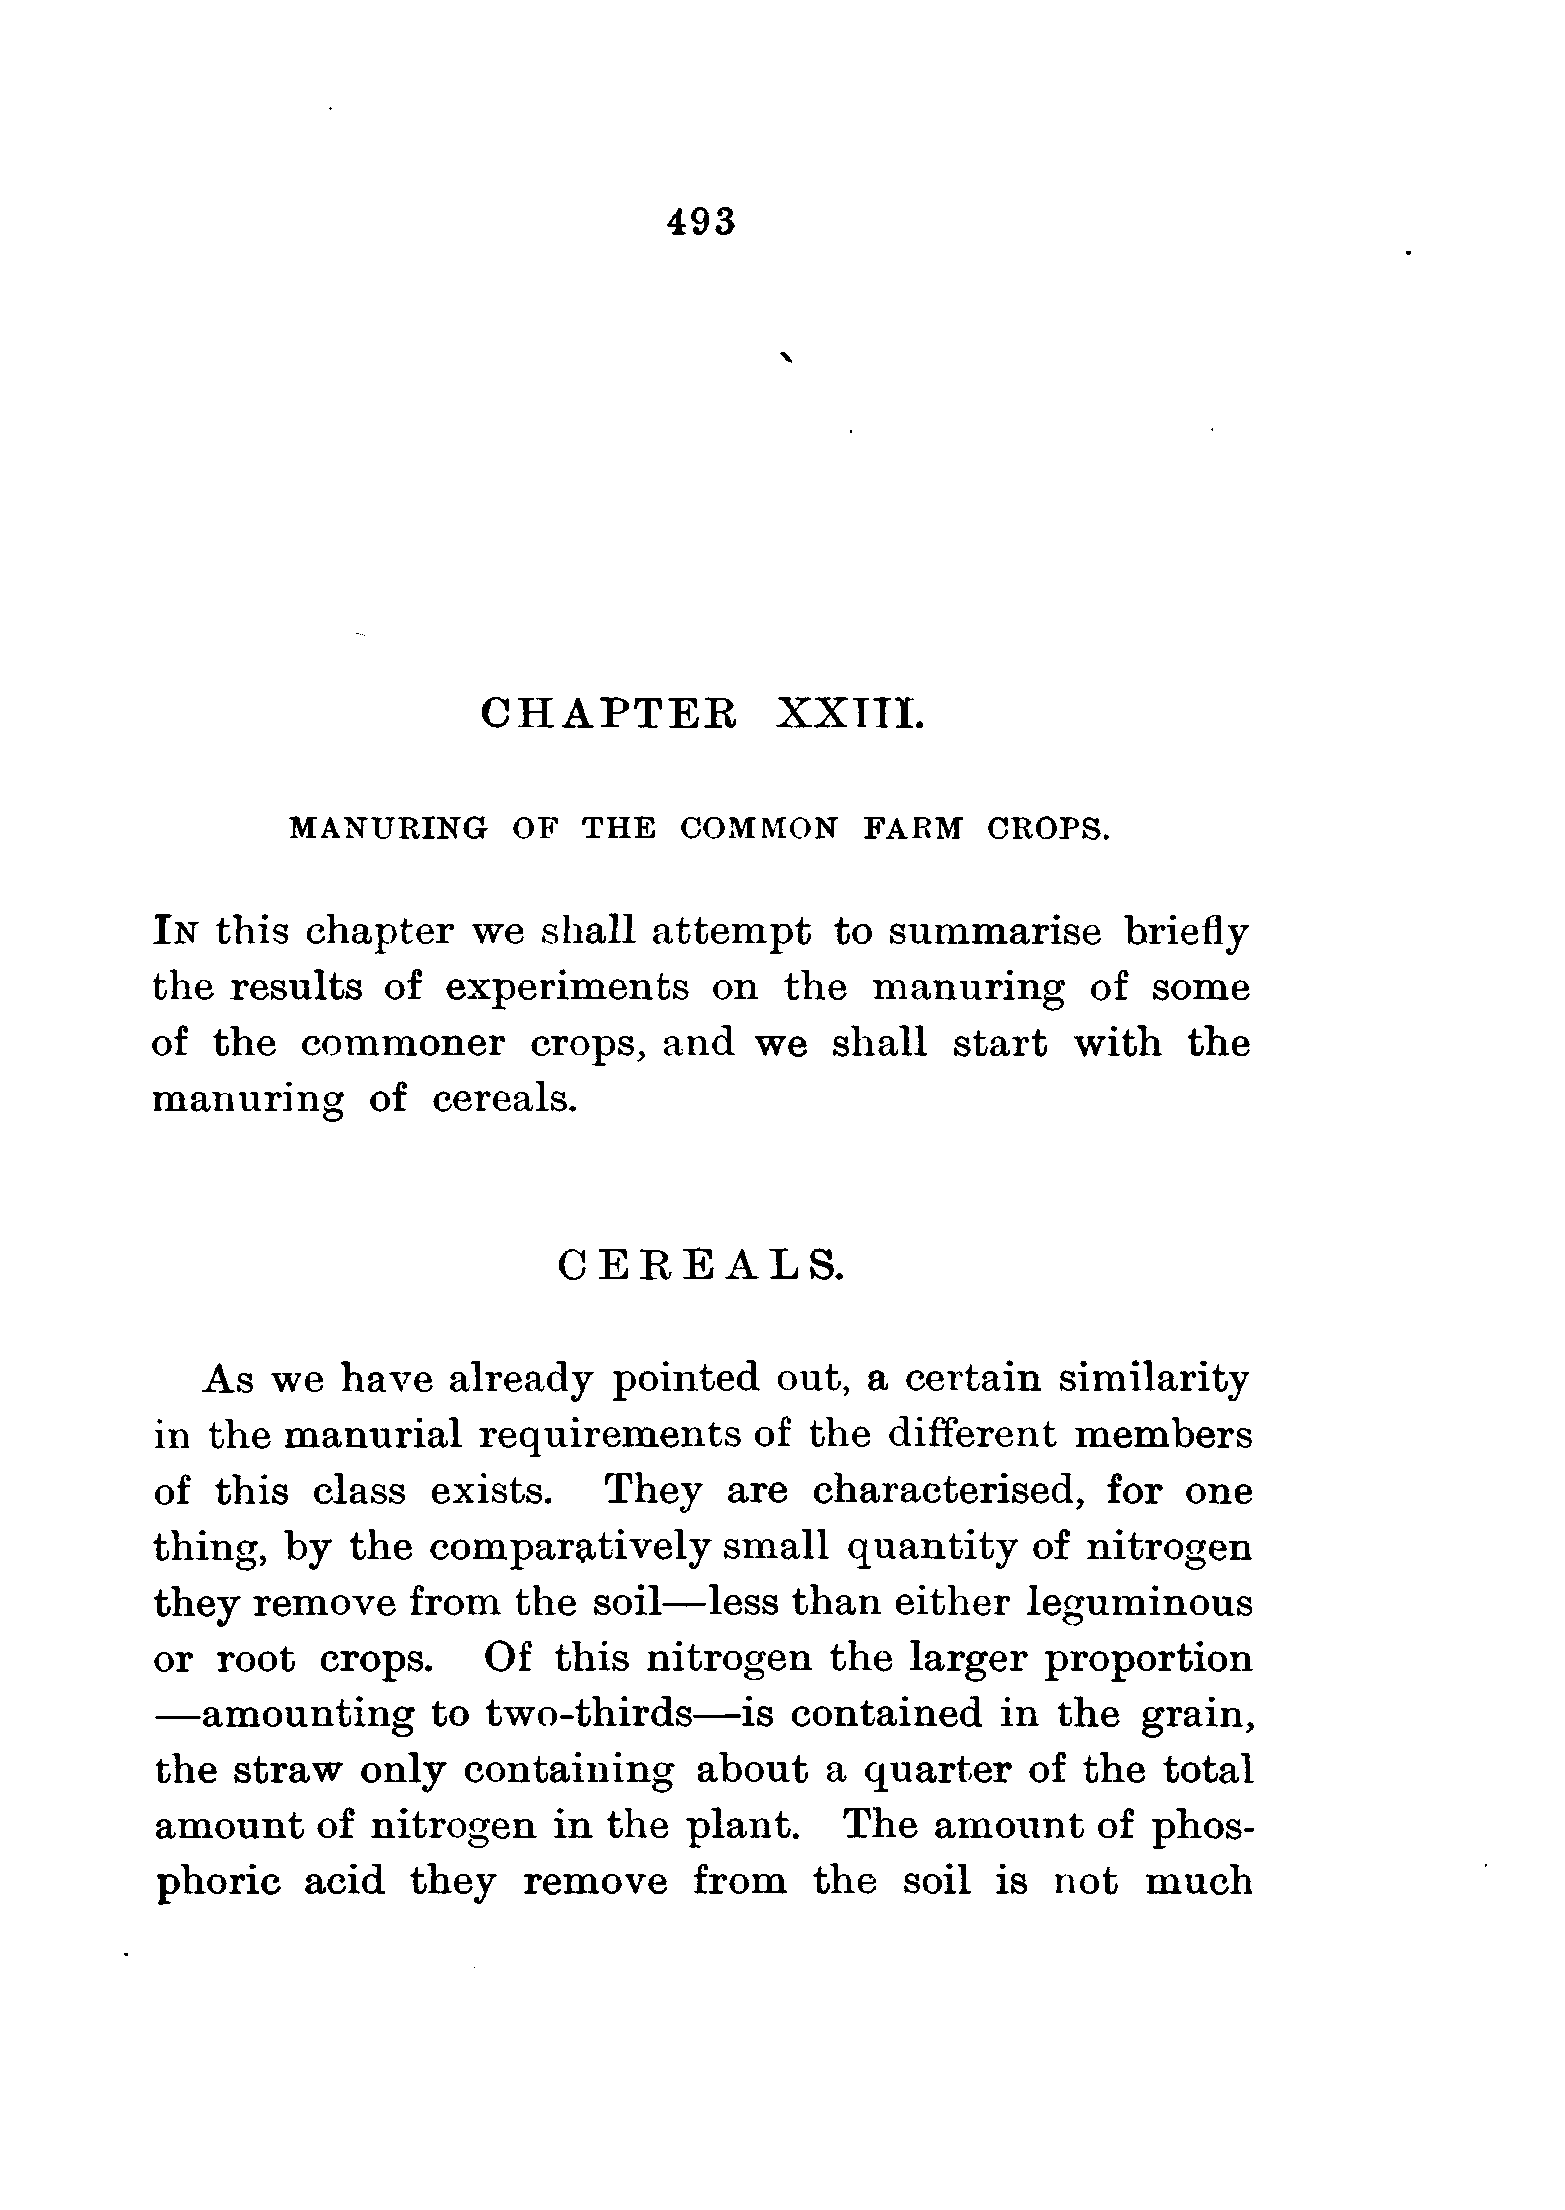 493
CHAPTER XXIII.
MANURING OF THE COMMON FARM CROPS.
In this chapter we shall attempt to summarise briefly
the results of experiments on the manuring of some
of the commoner crops, and we shall start with the
manuring of cereals.
CEREALS.
As we have already pointed out, a certain similarity
in the manurial requirements of the different members
of this class exists. They are characterised, for one
thing, by the comparatively small quantity of nitrogen
they remove from the soil—less than either leguminous
or root crops. Of this nitrogen the larger proportion
—amounting to two-thirds—is contained in the grain,
the straw only containing about a quarter of the total
amount of nitrogen in the plant. The amount of phos-
phoric acid they remove from the soil is not much